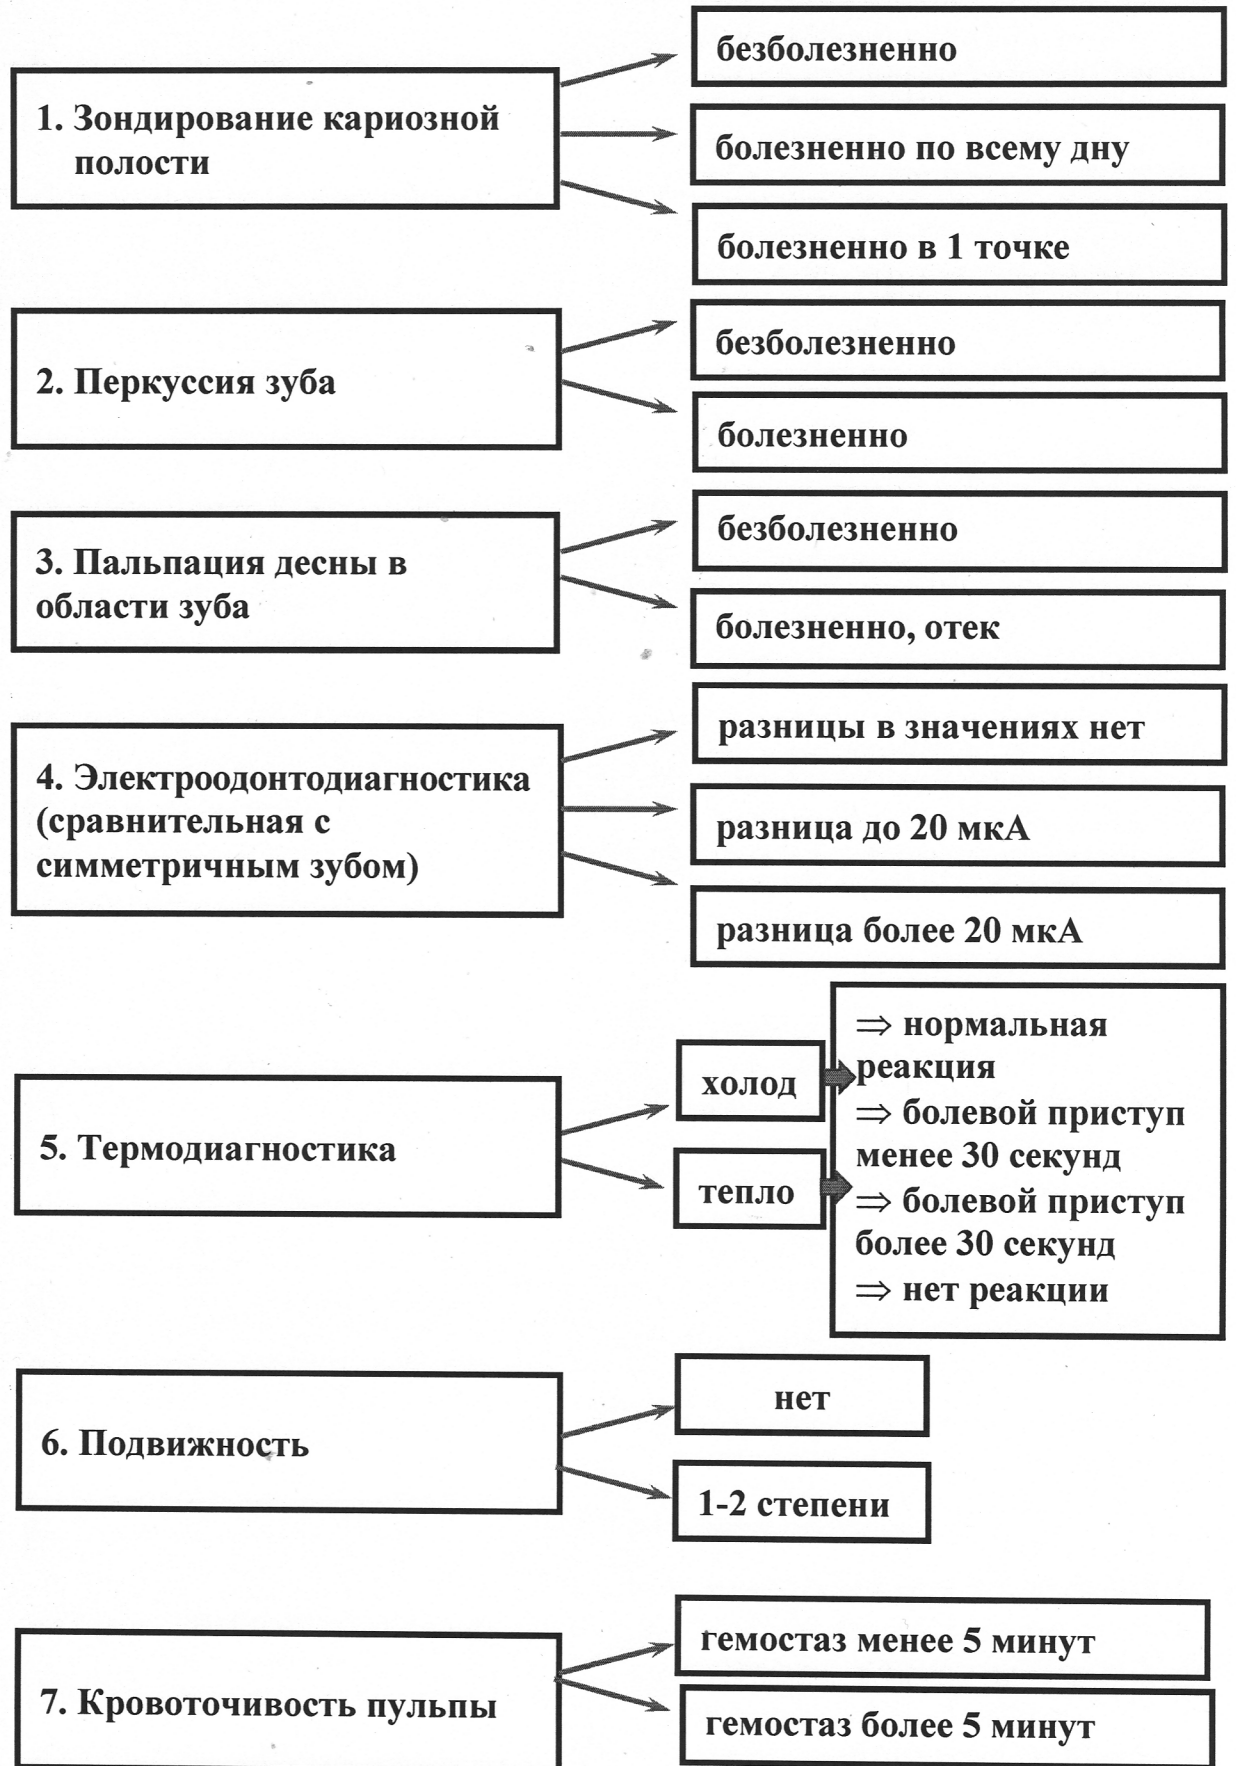 1. Зондирование кариозной
полости
безболезненно
болезненно по всему дну
болезненно в 1 точке
2. Перкуссия зуба
безболезненно
болезненно
3. Пальпация десны в
области зуба
безболезненно
болезненно, отек
4. Электроодонтодиагностика
(сравнительная с
симметричным зубом)
разницы в значениях нет
разница до 20 мкА
разница более 20 мкА
5. Термодиагностика
холод
тепло
⇒ нормальная
реакция
⇒ болевой приступ
менее 30 секунд
⇒ болевой приступ
более 30 секунд
⇒ нет реакции
6. Подвижность
нет
1-2 степени
7. Кровоточивость пульпы
гемостаз менее 5 минут
гемостаз более 5 минут